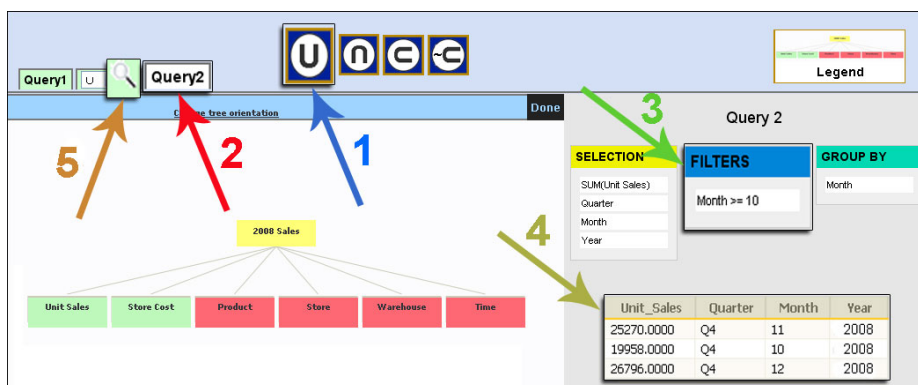 U ∩ ⊂ ~⊂
Query1 U Query2
Legend
tree orientation
Done
1
2
3
4
5
Query 2
SELECTION
SUM(Unit Sales)
Quarter
Month
Year
FILTERS
Month >= 10
GROUP BY
Month
2008 Sales
Unit Sales Store Cost Product Store Warehouse Time
Unit_Sales Quarter Month Year
25270.0000 Q4 11 2008
19958.0000 Q4 10 2008
26796.0000 Q4 12 2008